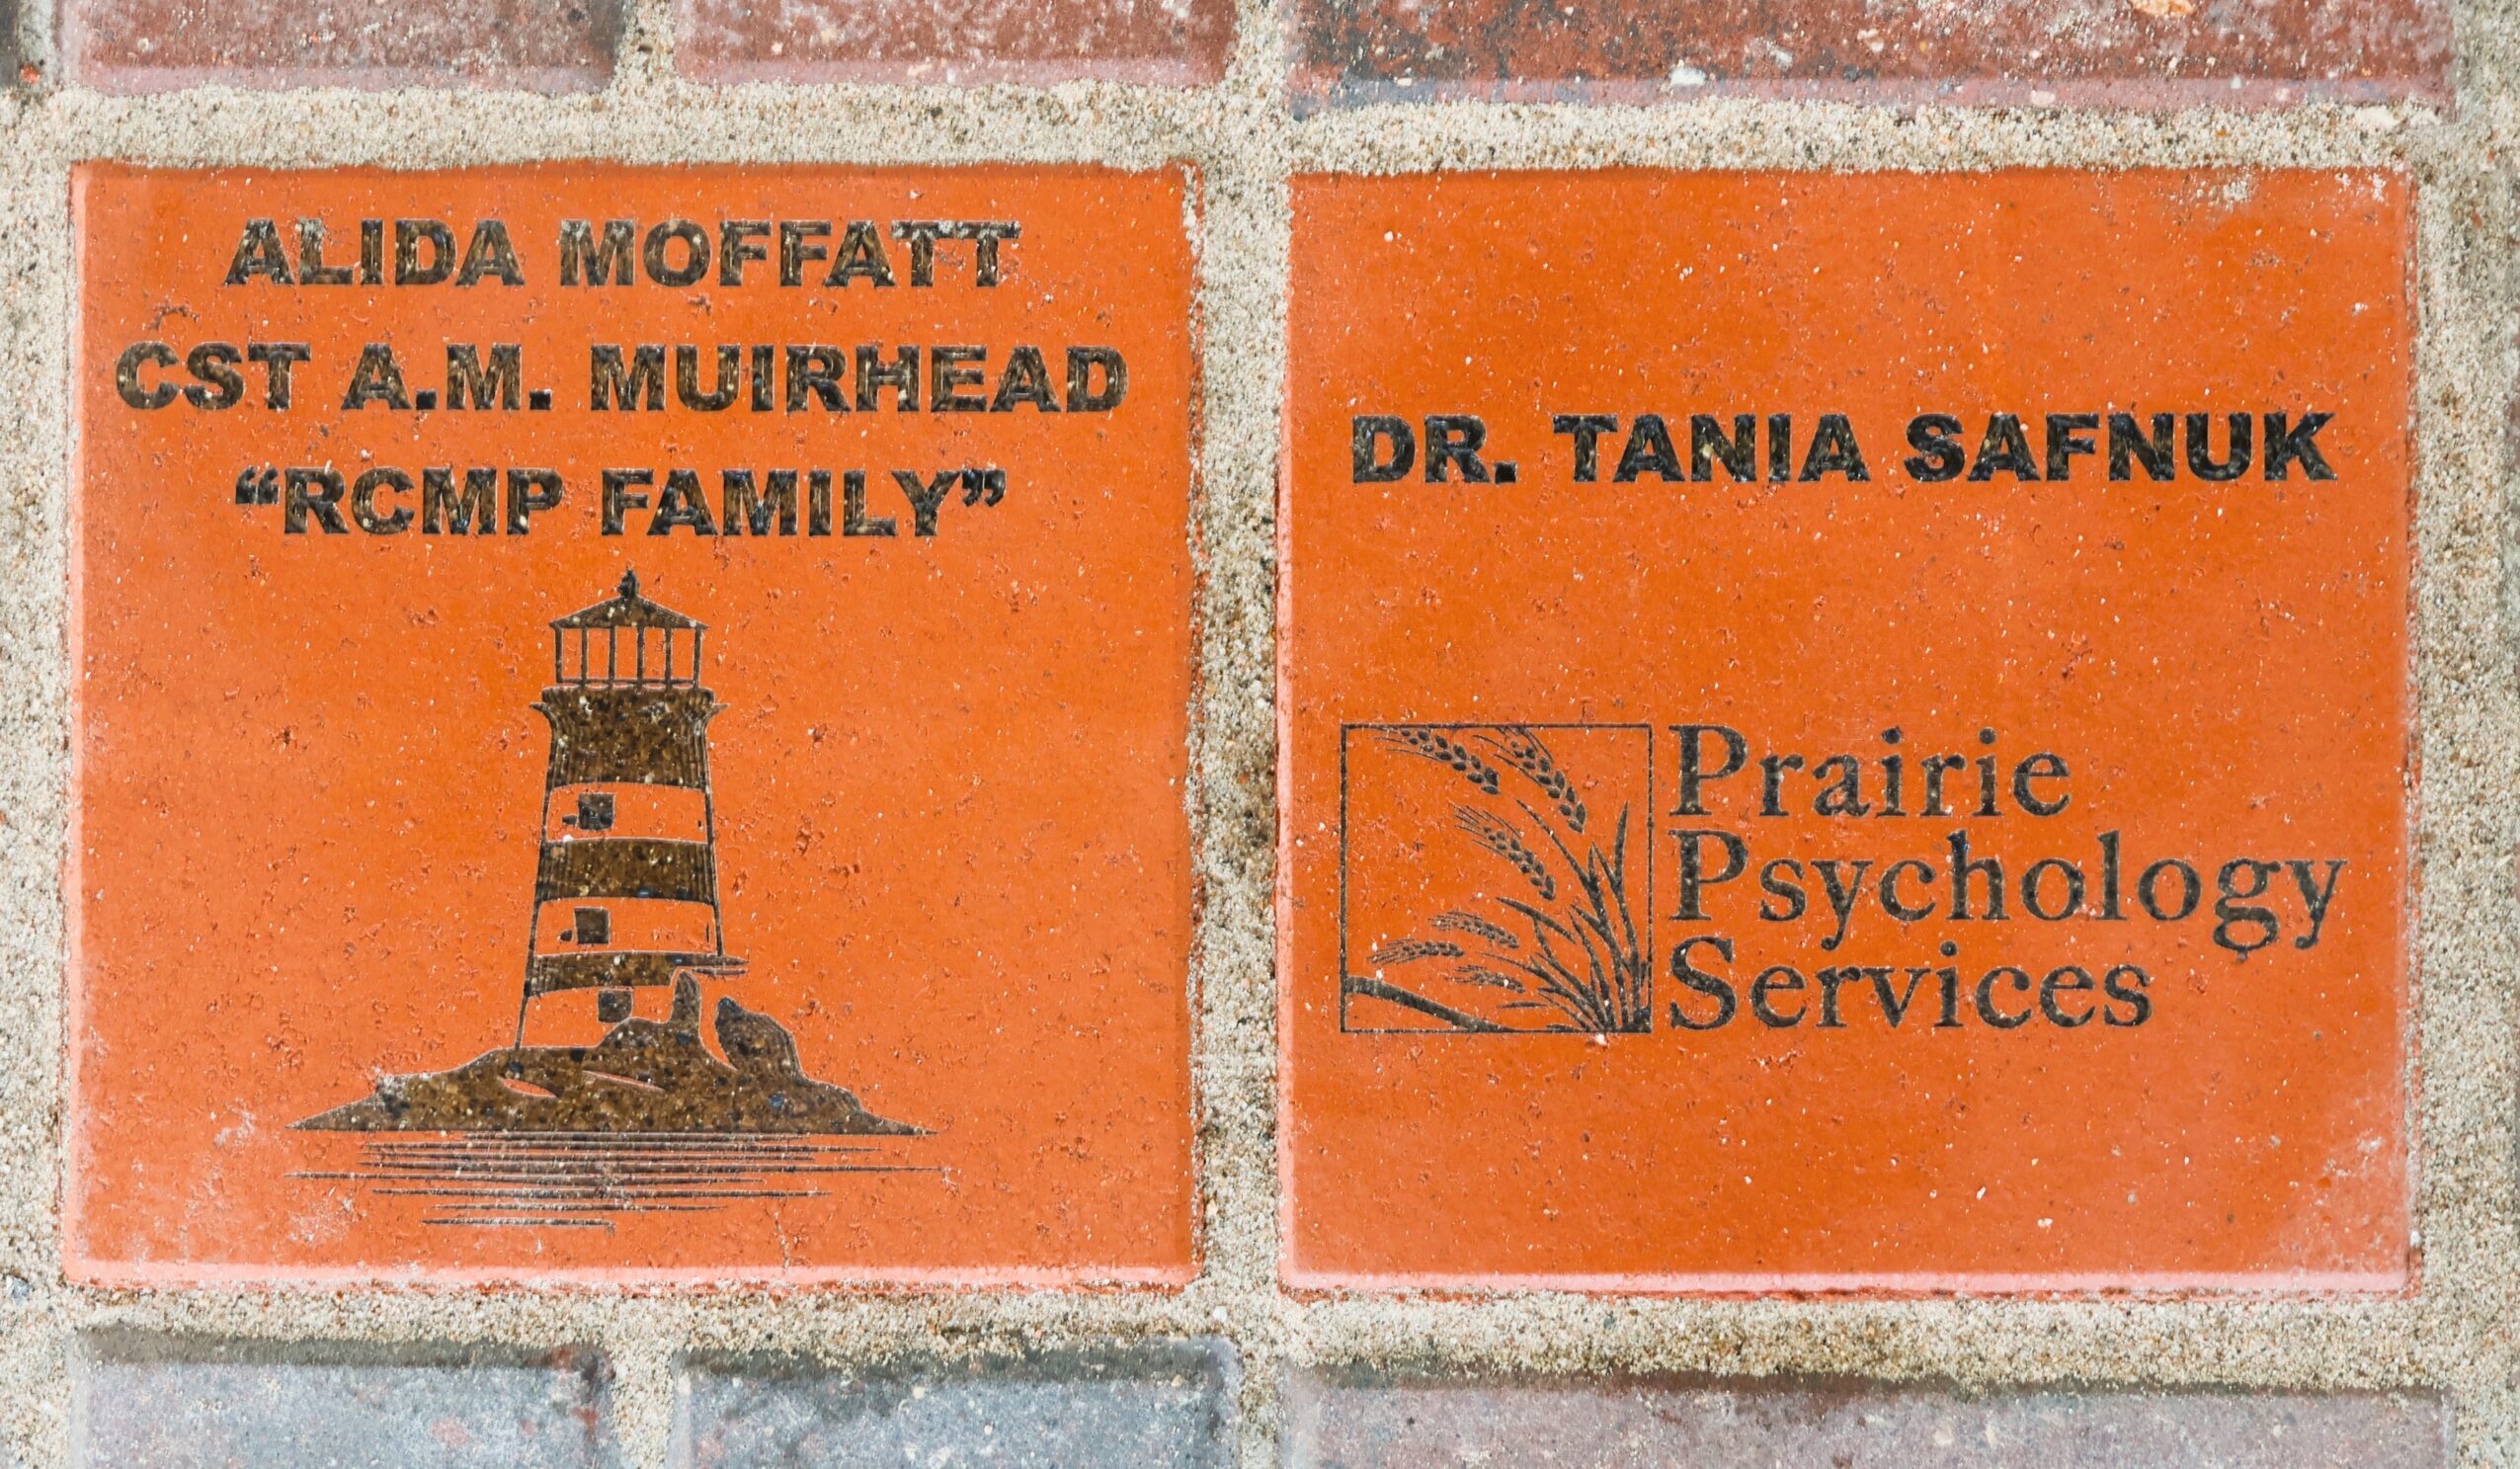 ALIDA MOFFATT
CST A.M. MUIRHEAD
“RCMP FAMILY”
DR. TANIA SAFNUK
Prairie
Psychology
Services